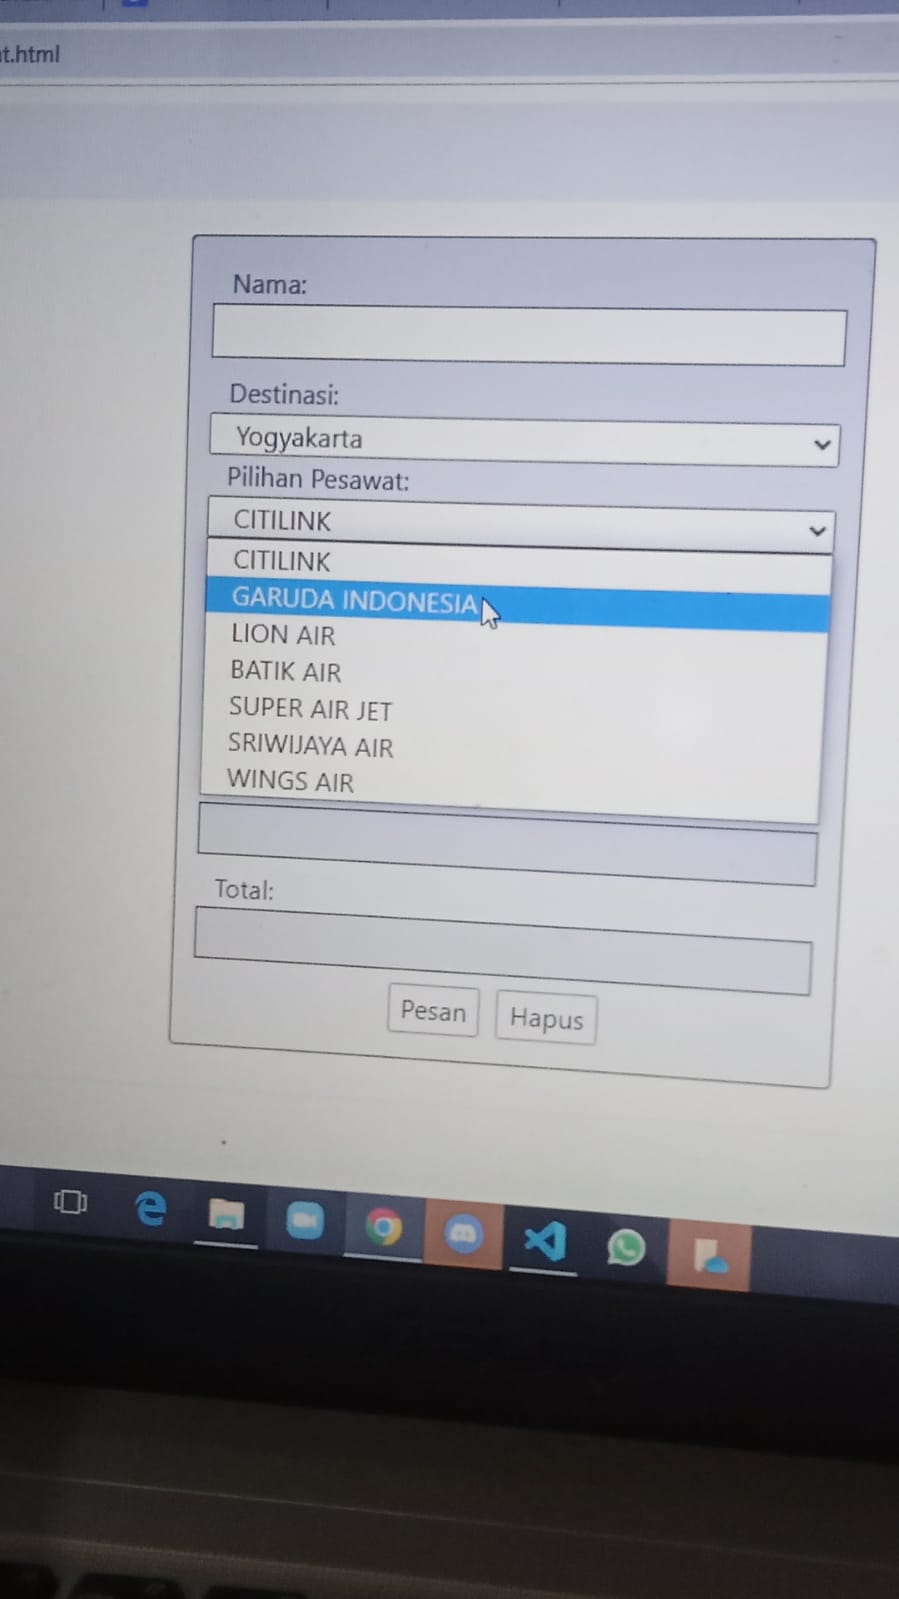 t.html
Nama:
Destinasi:
Yogyakarta
Pilihan Pesawat:
CITILINK
CITILINK
GARUDA INDONESIA
LION AIR
BATIK AIR
SUPER AIR JET
SRIWIJAYA AIR
WINGS AIR
Total:
Pesan
Hapus